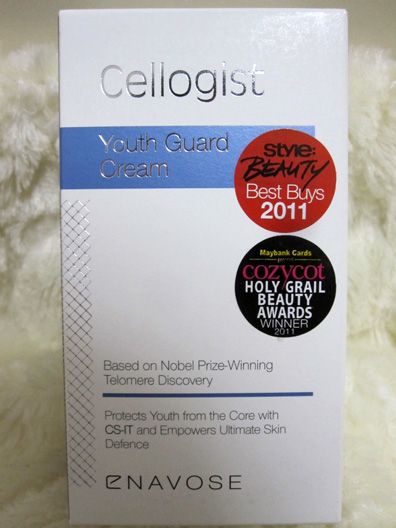 Cellogist
Youth Guard
Cream
STYLE:
BEAUTY
Best Buys
2011
Maybank Cards
cozycot
HOLY GRAIL
BEAUTY
AWARDS
WINNER
2011
Based on Nobel Prize-Winning
Telomere Discovery
Protects Youth from the Core with
CS-IT and Empowers Ultimate Skin
Defence
ENAVOSE